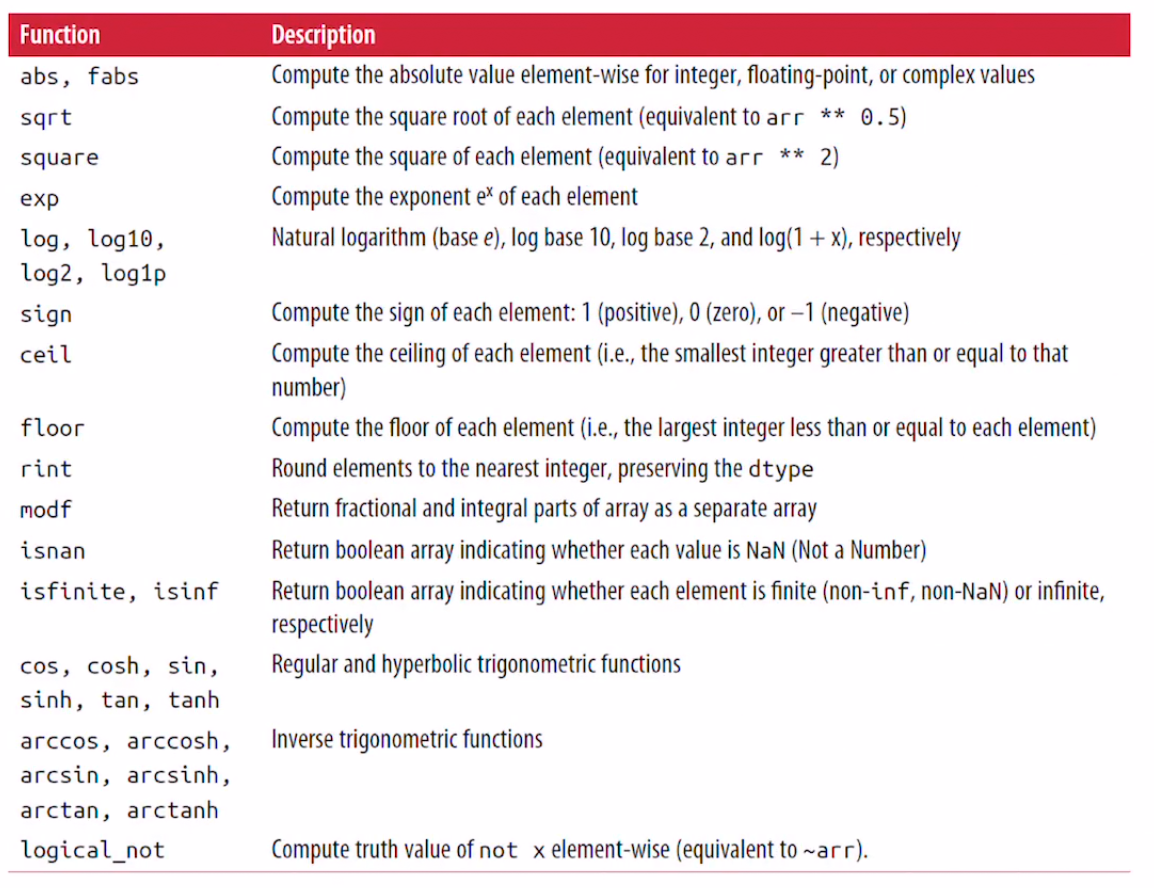 Function Description
abs, fabs Compute the absolute value element-wise for integer, floating-point, or complex values
sqrt Compute the square root of each element (equivalent to arr ** 0.5)
square Compute the square of each element (equivalent to arr ** 2)
exp Compute the exponent eˣ of each element
log, log10, Natural logarithm (base e), log base 10, log base 2, and log(1 + x), respectively
log2, log1p
sign Compute the sign of each element: 1 (positive), 0 (zero), or –1 (negative)
ceil Compute the ceiling of each element (i.e., the smallest integer greater than or equal to that
number)
floor Compute the floor of each element (i.e., the largest integer less than or equal to each element)
rint Round elements to the nearest integer, preserving the dtype
modf Return fractional and integral parts of array as a separate array
isnan Return boolean array indicating whether each value is NaN (Not a Number)
isfinite, isinf Return boolean array indicating whether each element is finite (non-inf, non-NaN) or infinite,
respectively
cos, cosh, sin, Regular and hyperbolic trigonometric functions
sinh, tan, tanh
arccos, arccosh, Inverse trigonometric functions
arcsin, arcsinh,
arctan, arctanh
logical_not Compute truth value of not x element-wise (equivalent to ~arr).